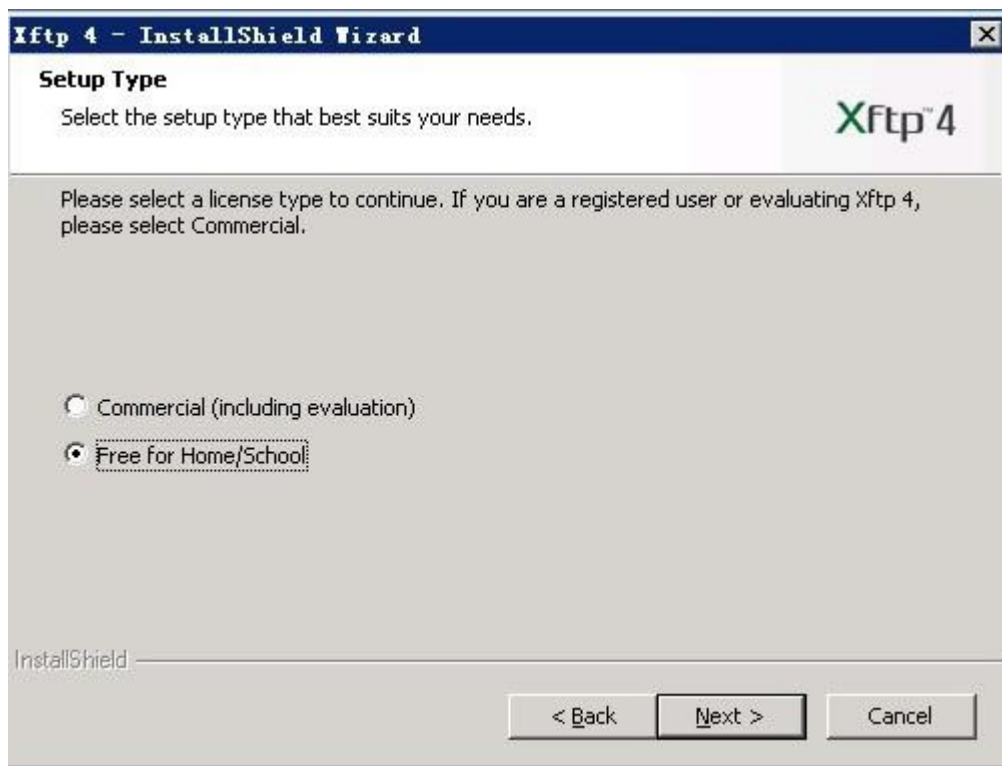 Xftp 4 - InstallShield Wizard
Setup Type
Select the setup type that best suits your needs.
Xftp™4
Please select a license type to continue. If you are a registered user or evaluating Xftp 4,
please select Commercial.
Commercial (including evaluation)
Free for Home/School
InstallShield
< Back
Next >
Cancel